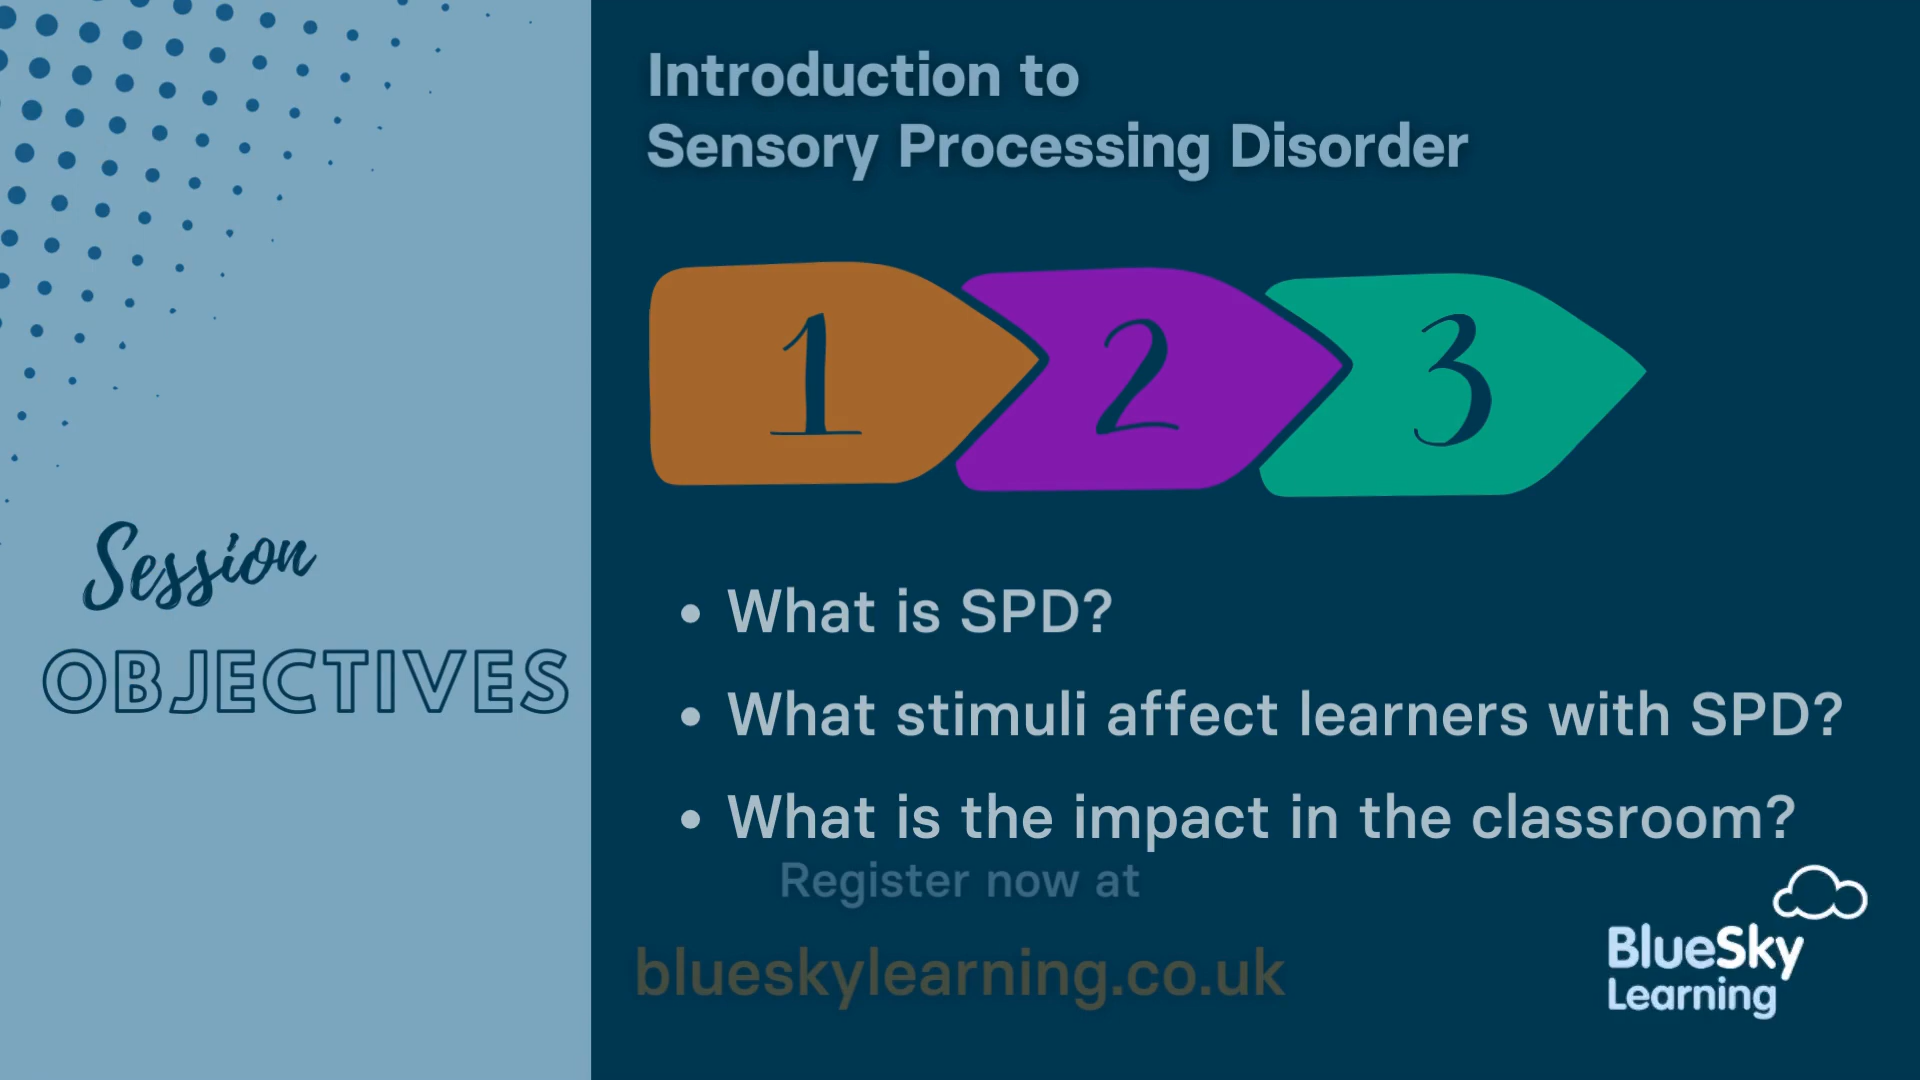 Session
OBJECTIVES
Introduction to
Sensory Processing Disorder
1 2 3
• What is SPD?
• What stimuli affect learners with SPD?
• What is the impact in the classroom?
Register now at
blueskylearning.co.uk
BlueSky
Learning